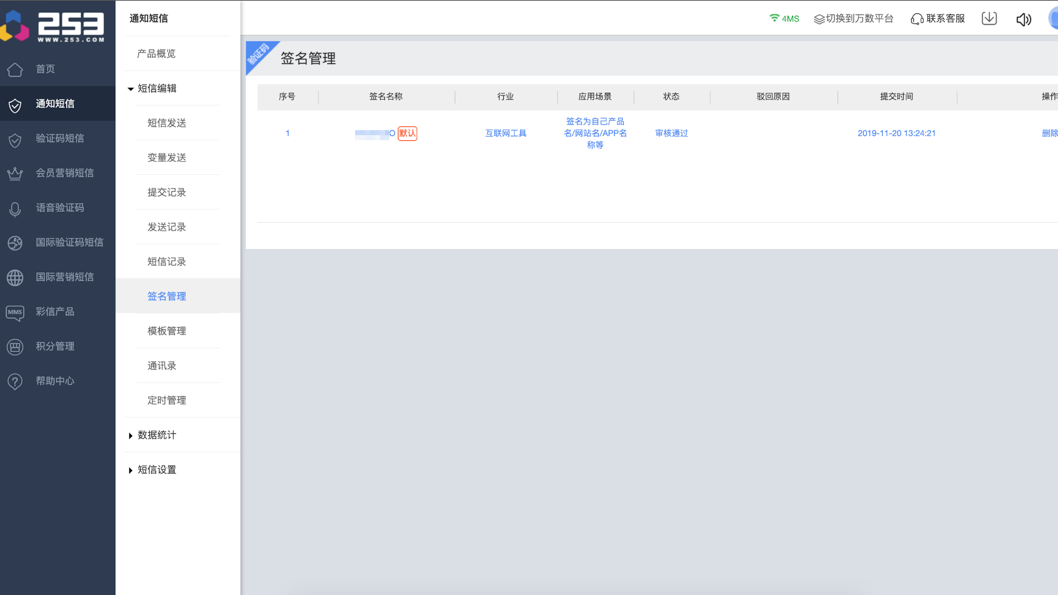 253
WWW.253.COM
首页
通知短信
验证码短信
会员营销短信
语音验证码
国际验证码短信
国际营销短信
MMS
彩信产品
积分管理
帮助中心
通知短信
产品概览
短信编辑
短信发送
变量发送
提交记录
发送记录
短信记录
签名管理
模板管理
通讯录
定时管理
数据统计
短信设置
4MS
切换到万数平台
联系客服
验证码
签名管理
序号 签名名称 行业 应用场景 状态 驳回原因 提交时间 操作
1 默认 互联网工具 签名为自己产品
名/网站名/APP名
称等
审核通过 2019-11-20 13:24:21 删除